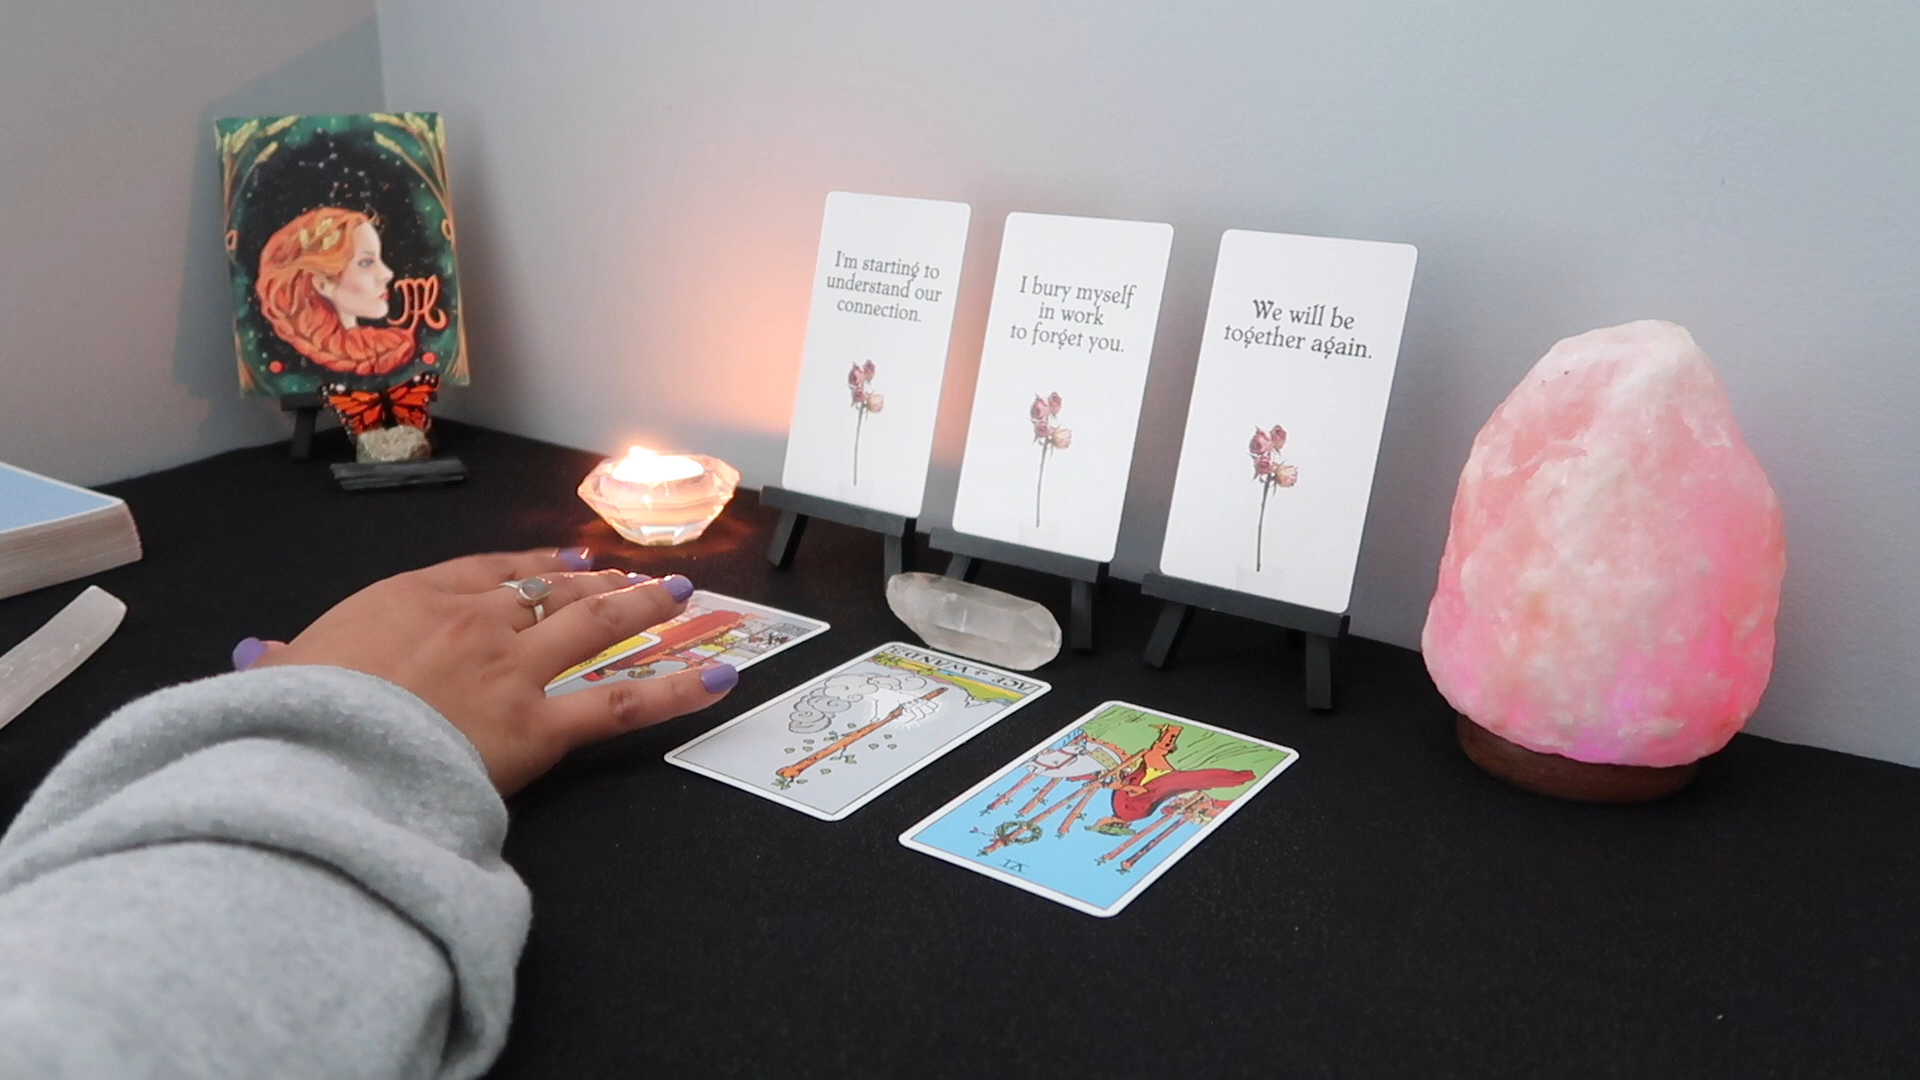 I'm starting to
understand our
connection.
I bury myself
in work
to forget you.
We will be
together again.
ACE of WANDS
VI